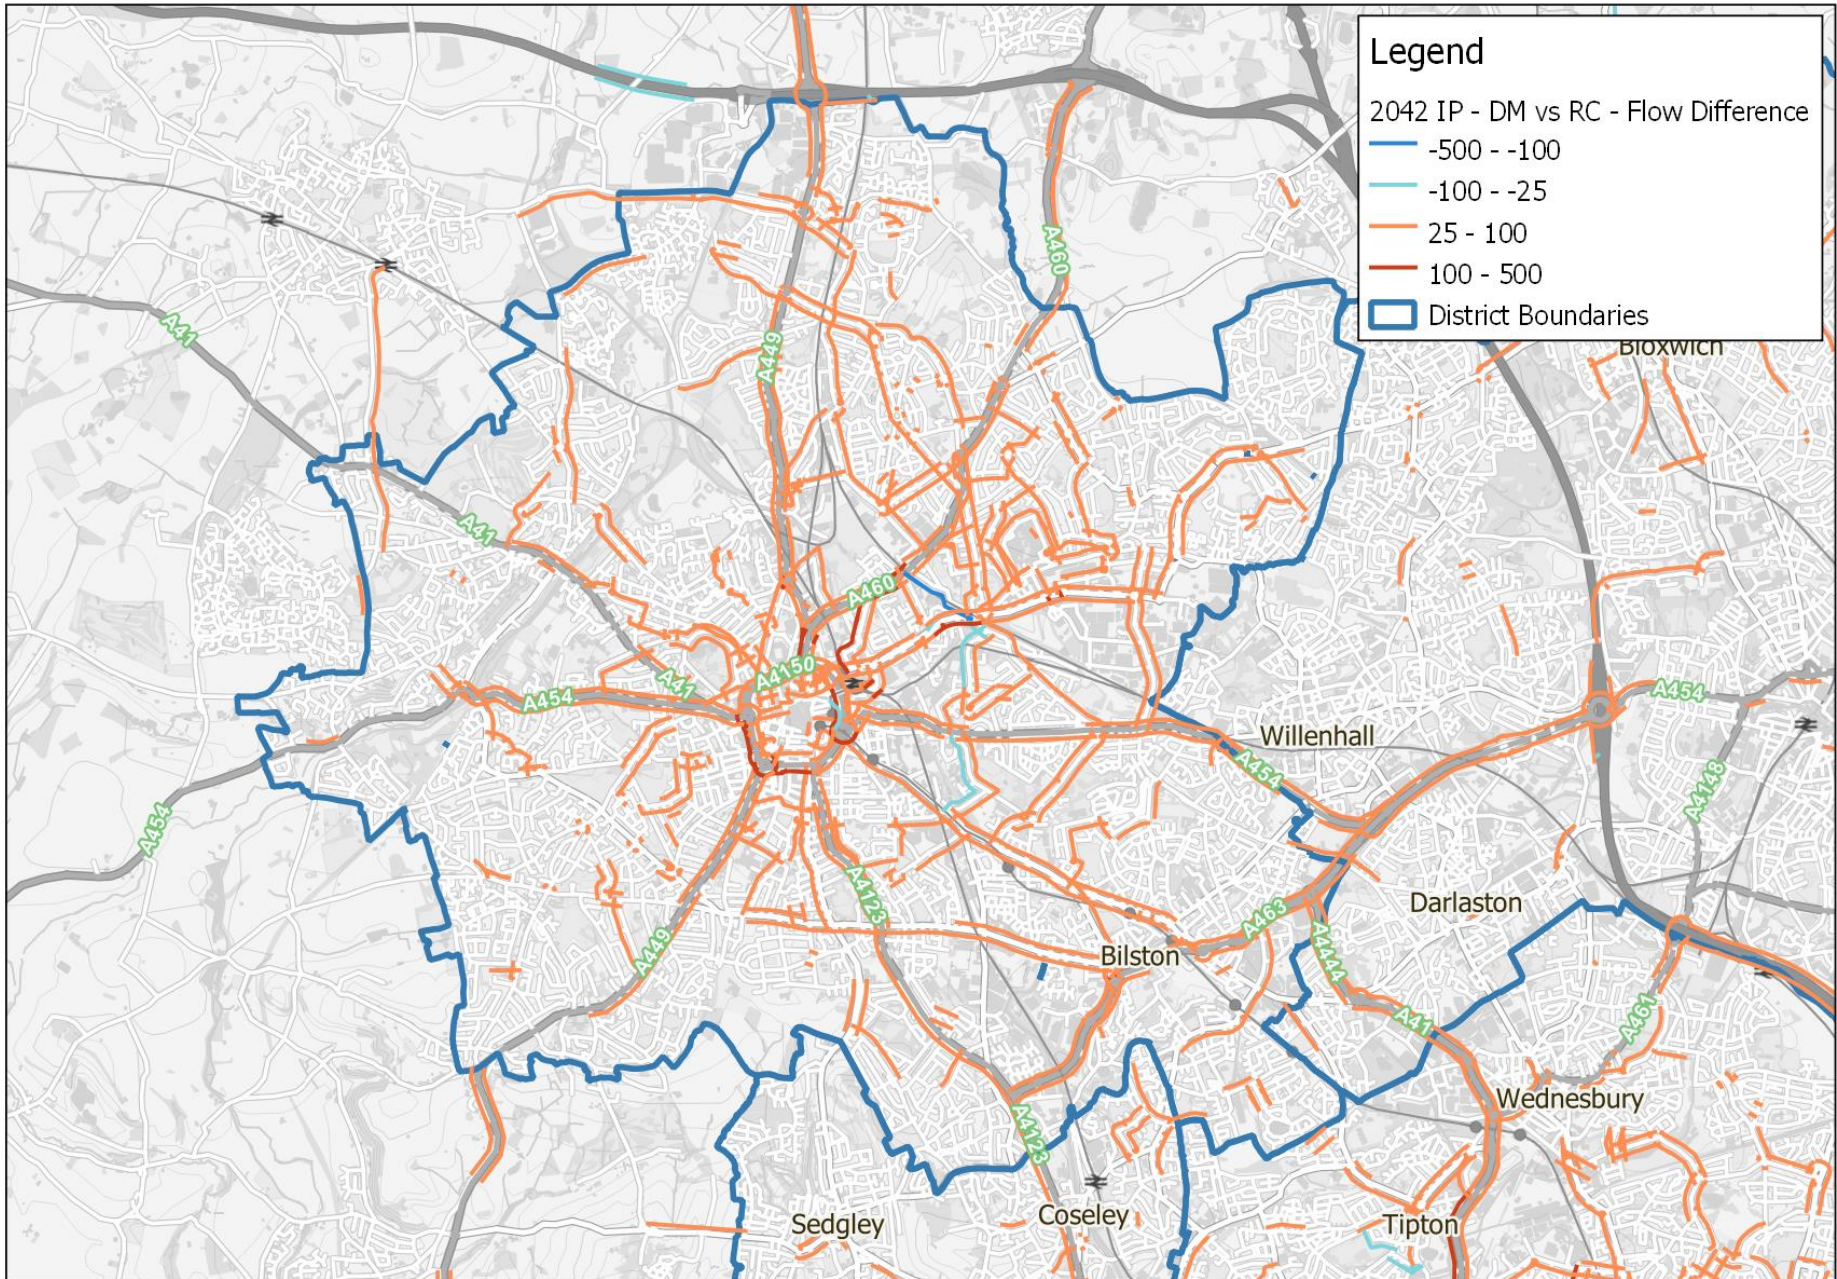 Legend
2042 IP - DM vs RC - Flow Difference
-500 - -100
-100 - -25
25 - 100
100 - 500
District Boundaries
A460
A41
A449
Bloxwich
A41
A460
A4150
A41
A454
A454
Willenhall
A454
A4148
A454
A4123
A463
Darlaston
A449
Bilston
A4444
A41
A461
Wednesbury
A4123
Sedgley
Coseley
Tipton